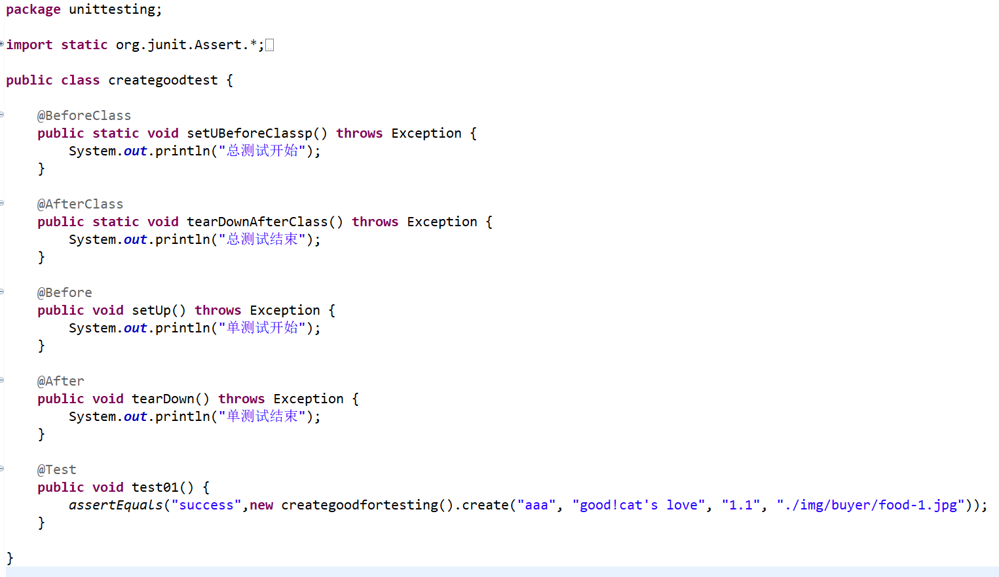 package unittesting;
import static org.junit.Assert.*;
public class creategoodtest {
@BeforeClass
public static void setUBeforeClassp() throws Exception {
System.out.println("总测试开始");
}
@AfterClass
public static void tearDownAfterClass() throws Exception {
System.out.println("总测试结束");
}
@Before
public void setUp() throws Exception {
System.out.println("单测试开始");
}
@After
public void tearDown() throws Exception {
System.out.println("单测试结束");
}
@Test
public void test01() {
assertEquals("success",new creategoodfortesting().create("aaa", "good!cat's love", "1.1", "./img/buyer/food-1.jpg"));
}
}